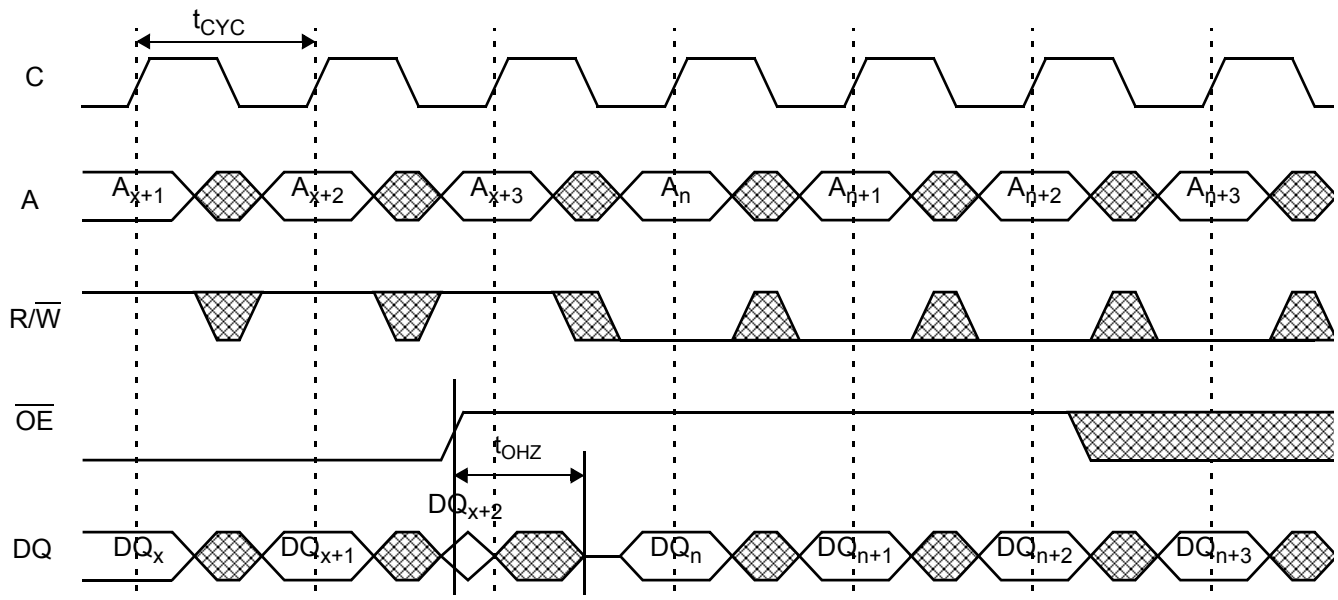 tCYC
C
A Ax+1 Ax+2 Ax+3 An An+1 An+2 An+3
R/W̅
O̅E̅
tOHZ
DQx+2
DQ DQx DQx+1 DQn DQn+1 DQn+2 DQn+3